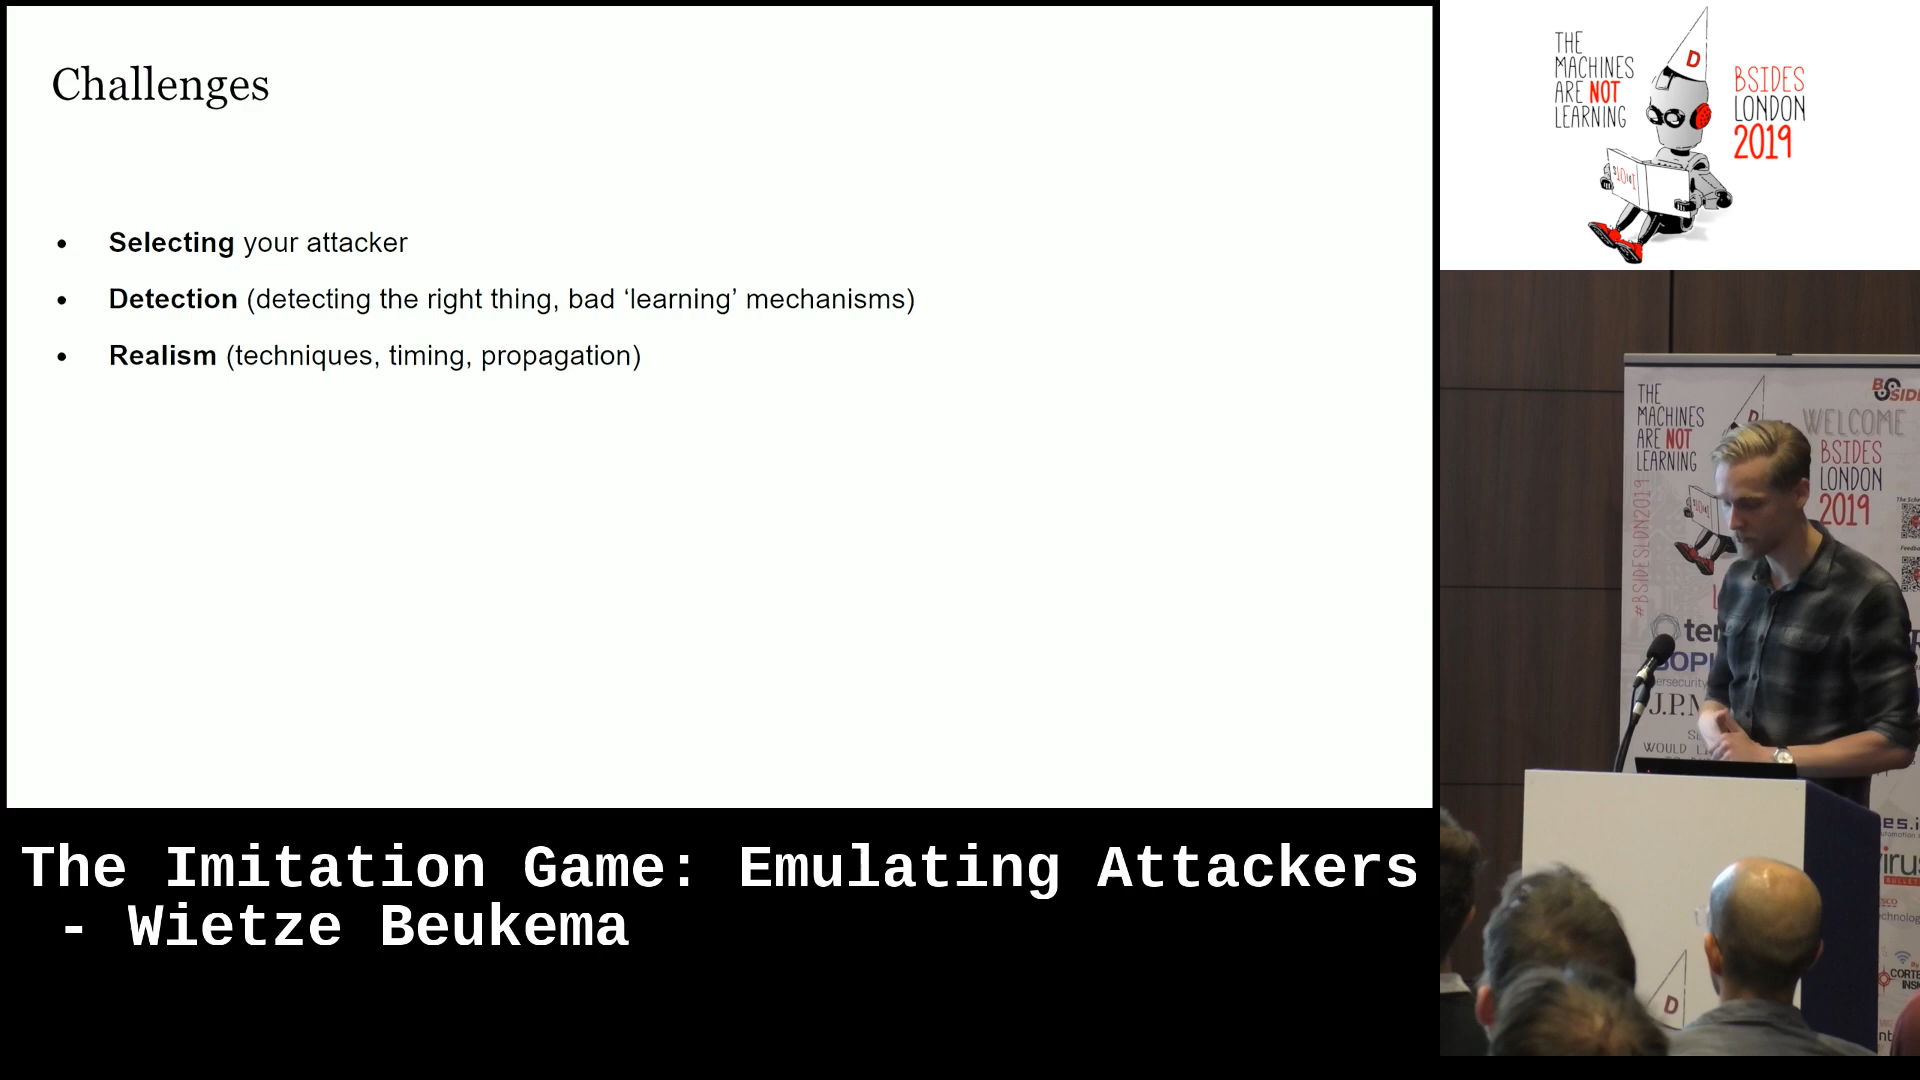 Challenges
• Selecting your attacker
• Detection (detecting the right thing, bad ‘learning’ mechanisms)
• Realism (techniques, timing, propagation)
The Imitation Game: Emulating Attackers
- Wietze Beukema
THE
MACHINES
ARE NOT
LEARNING
D
BSIDES
LONDON
2019
THE
MACHINES
ARE NOT
LEARNING
D
WELCOME
BSIDES
LONDON
2019
#BSIDESLDN2019
J.P.M
WOULD
D